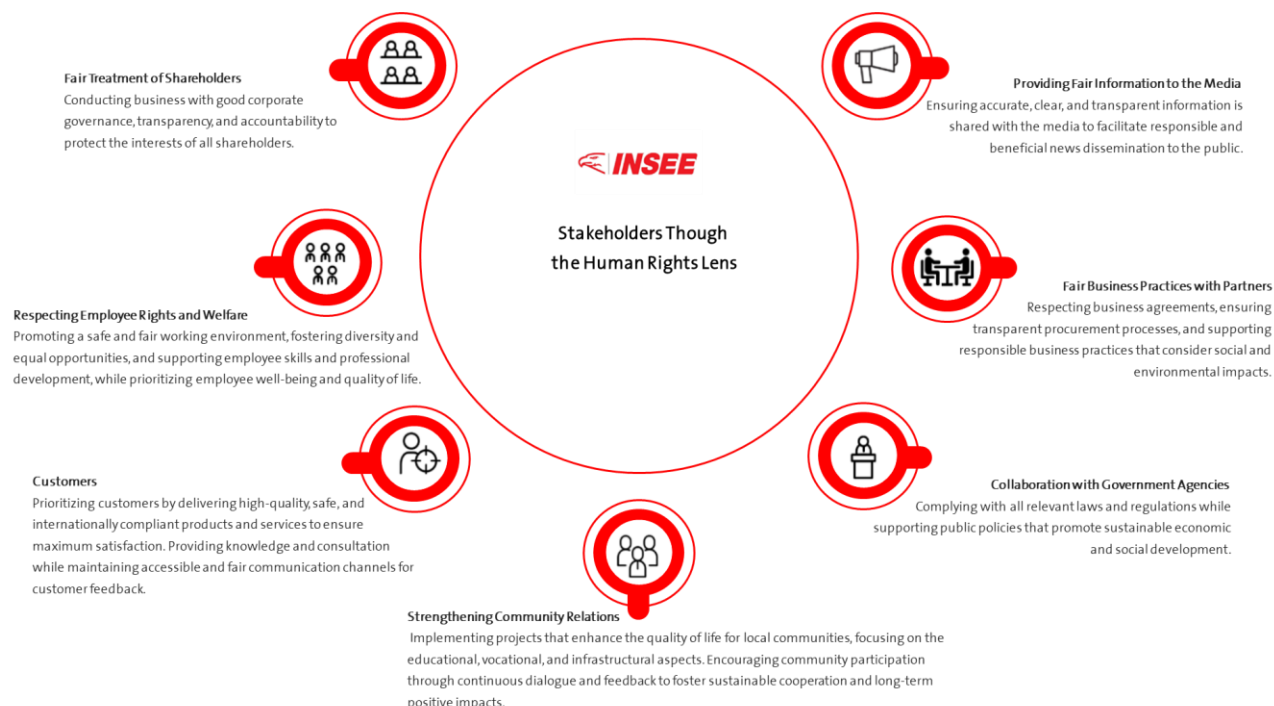 INSEE
Stakeholders Though
the Human Rights Lens
Fair Treatment of Shareholders
Conducting business with good corporate
governance, transparency, and accountability to
protect the interests of all shareholders.
Respecting Employee Rights and Welfare
Promoting a safe and fair working environment, fostering diversity and
equal opportunities, and supporting employee skills and professional
development, while prioritizing employee well-being and quality of life.
Customers
Prioritizing customers by delivering high-quality, safe, and
internationally compliant products and services to ensure
maximum satisfaction. Providing knowledge and consultation
while maintaining accessible and fair communication channels for
customer feedback.
Strengthening Community Relations
Implementing projects that enhance the quality of life for local communities, focusing on the
educational, vocational, and infrastructural aspects. Encouraging community participation
through continuous dialogue and feedback to foster sustainable cooperation and long-term
positive impacts.
Collaboration with Government Agencies
Complying with all relevant laws and regulations while
supporting public policies that promote sustainable economic
and social development.
Fair Business Practices with Partners
Respecting business agreements, ensuring
transparent procurement processes, and supporting
responsible business practices that consider social and
environmental impacts.
Providing Fair Information to the Media
Ensuring accurate, clear, and transparent information is
shared with the media to facilitate responsible and
beneficial news dissemination to the public.